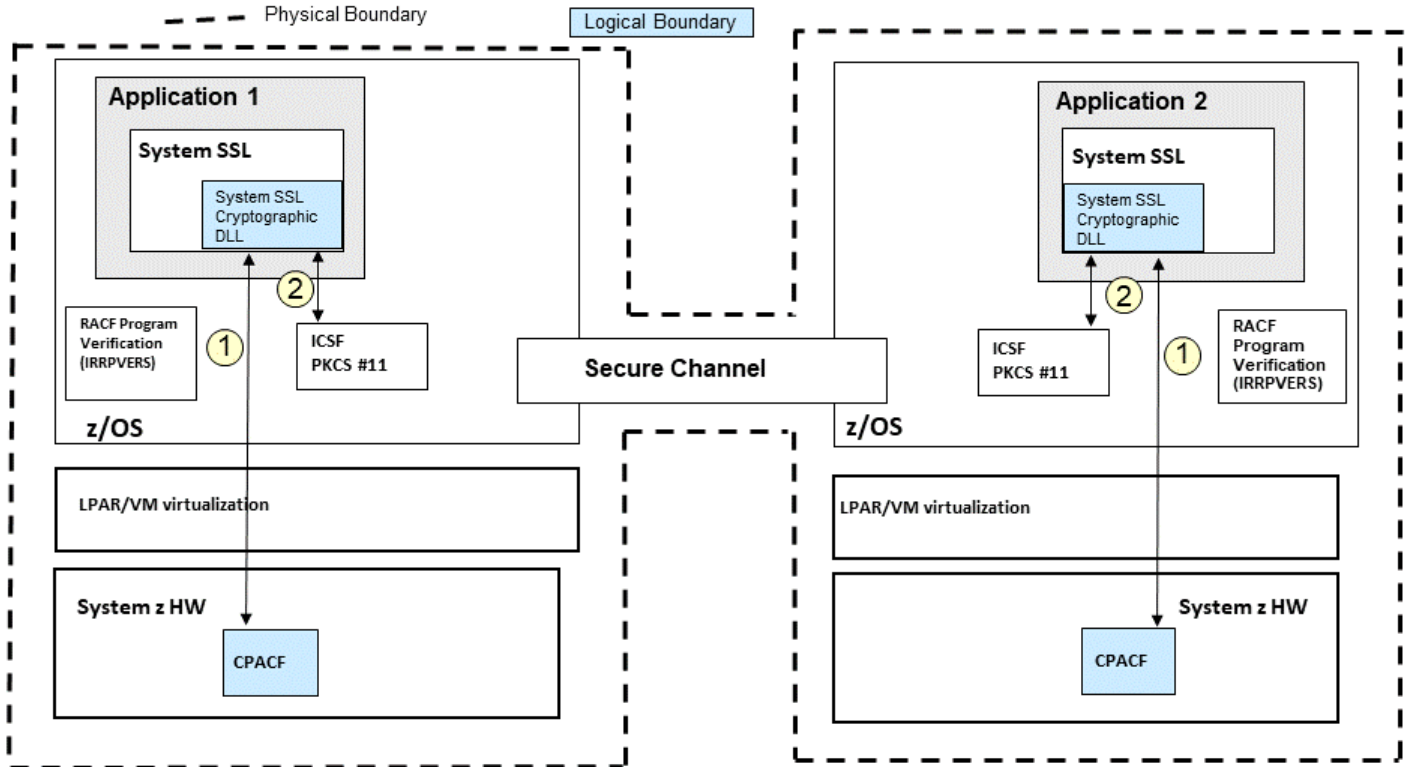 Physical Boundary
Logical Boundary
Application 1
System SSL
System SSL
Cryptographic
DLL
2
1
RACF Program
Verification
(IRRPVERS)
ICSF
PKCS #11
z/OS
LPAR/VM virtualization
System z HW
CPACF
Secure Channel
Application 2
System SSL
System SSL
Cryptographic
DLL
2
1
ICSF
PKCS #11
RACF
Program
Verification
(IRRPVERS)
z/OS
LPAR/VM virtualization
System z HW
CPACF